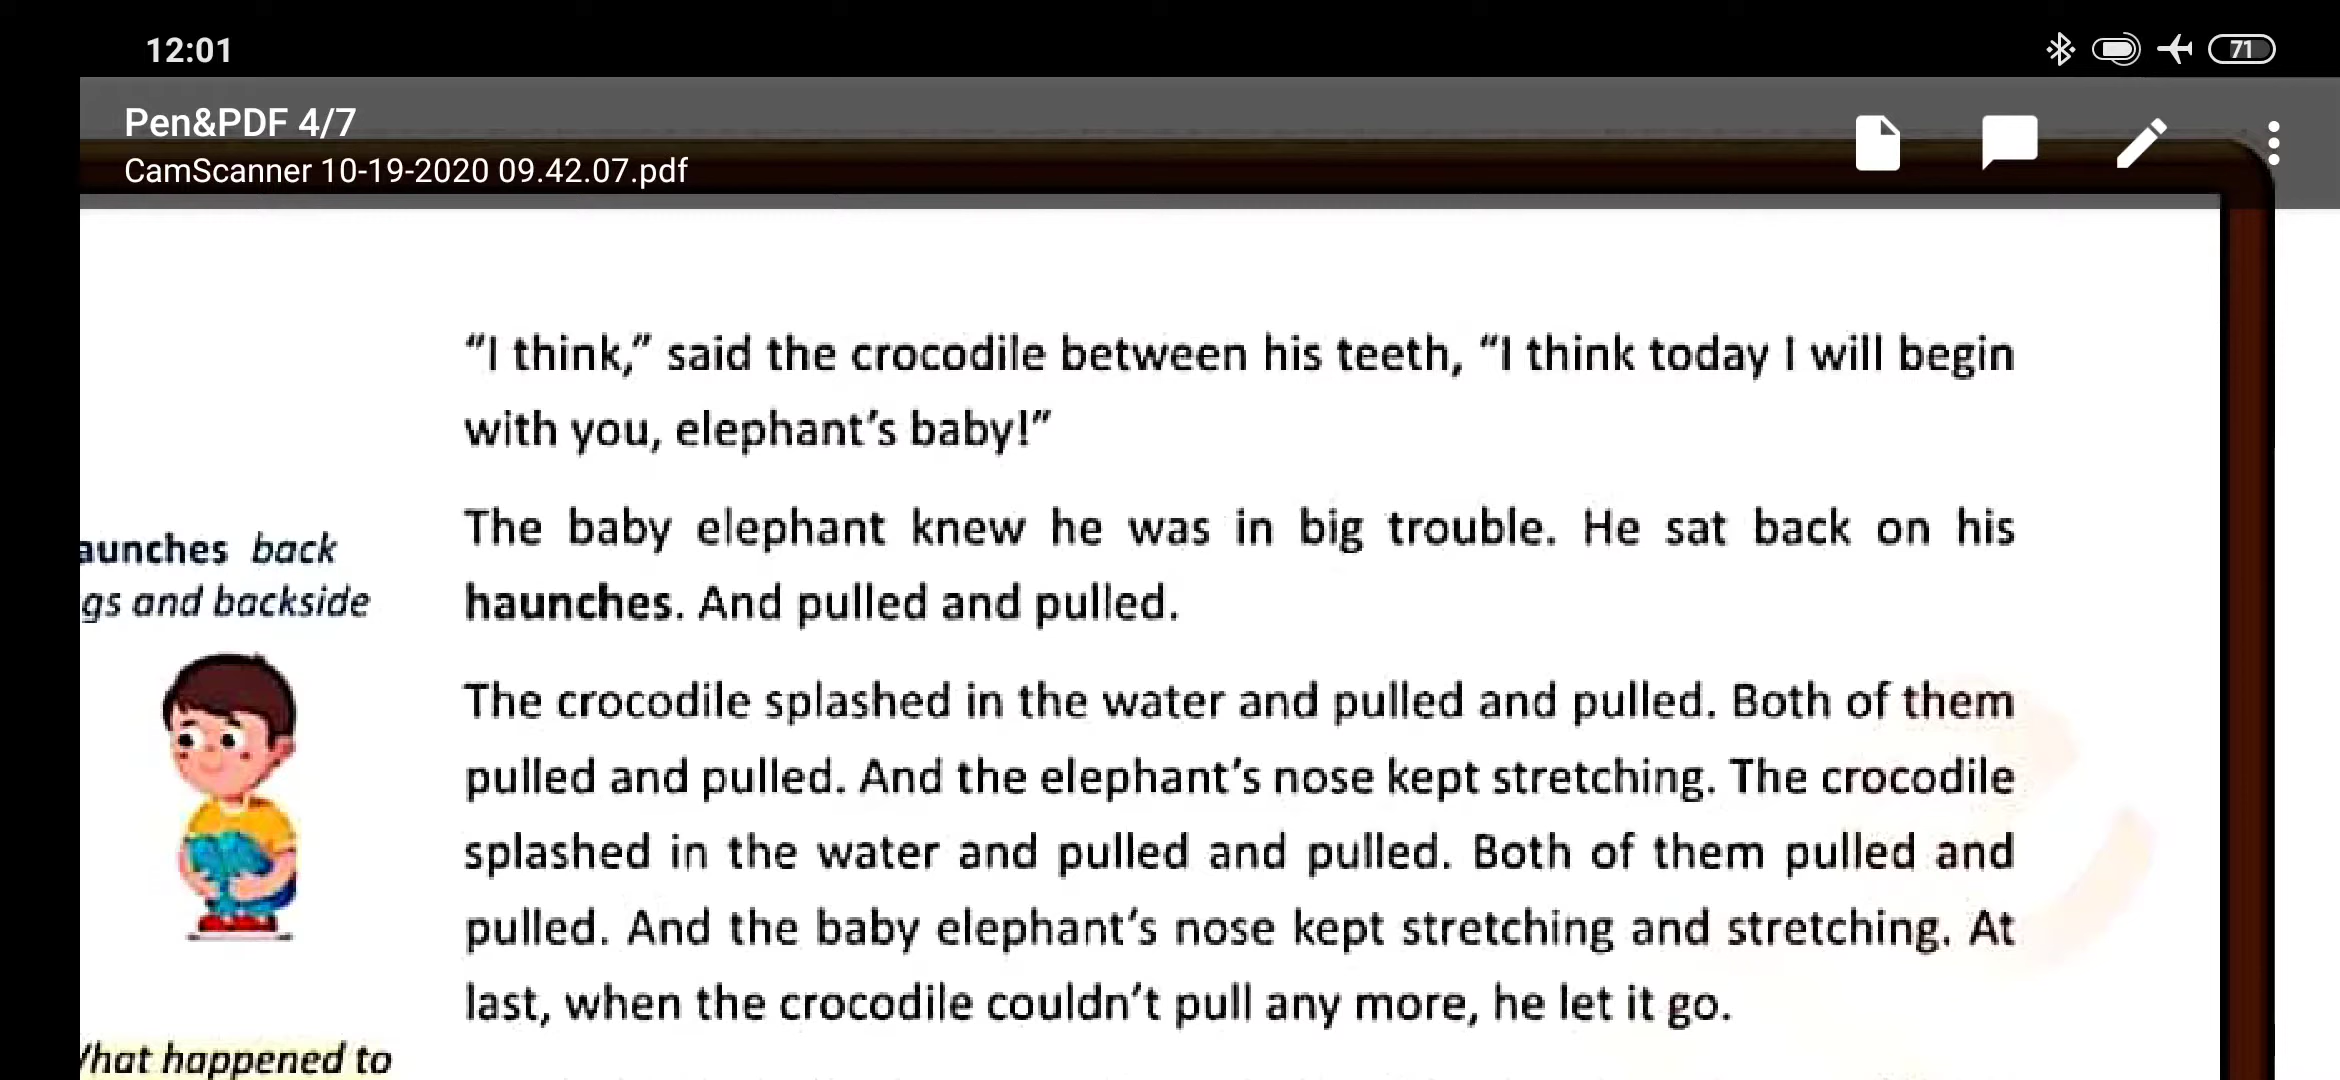 12:01
71
Pen&PDF 4/7
CamScanner 10-19-2020 09.42.07.pdf
“I think,” said the crocodile between his teeth, “I think today I will begin
with you, elephant’s baby!”
The baby elephant knew he was in big trouble. He sat back on his
haunches. And pulled and pulled.
aunches back
gs and backside
The crocodile splashed in the water and pulled and pulled. Both of them
pulled and pulled. And the elephant’s nose kept stretching. The crocodile
splashed in the water and pulled and pulled. Both of them pulled and
pulled. And the baby elephant’s nose kept stretching and stretching. At
last, when the crocodile couldn’t pull any more, he let it go.
hat happened to